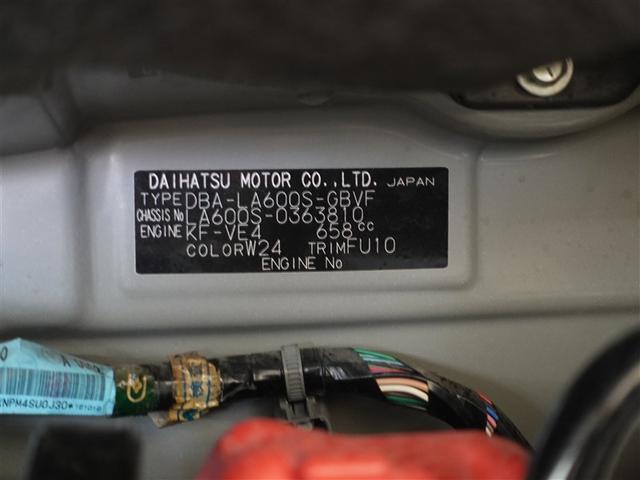 DAIHATSU MOTOR CO.,LTD. JAPAN
TYPE DBA-LA600S-GBVF
CHASSIS No LA600S-0363810
ENGINE KF-VE4 658cc
COLOR W24 TRIM FU10
ENGINE No